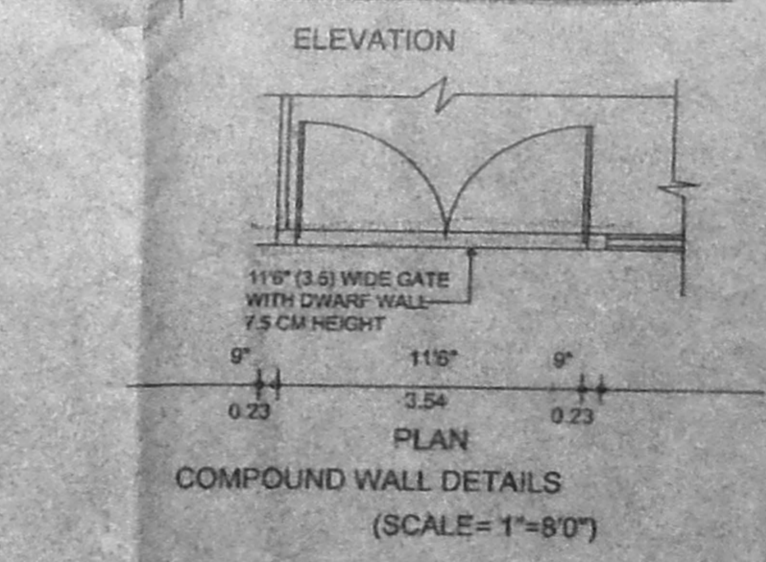 ELEVATION
11'6" (3.5) WIDE GATE
WITH DWARF WALL
7.5 CM HEIGHT
9" 11'6" 9"
0.23 3.54 0.23
PLAN
COMPOUND WALL DETAILS
(SCALE= 1"=8'0")